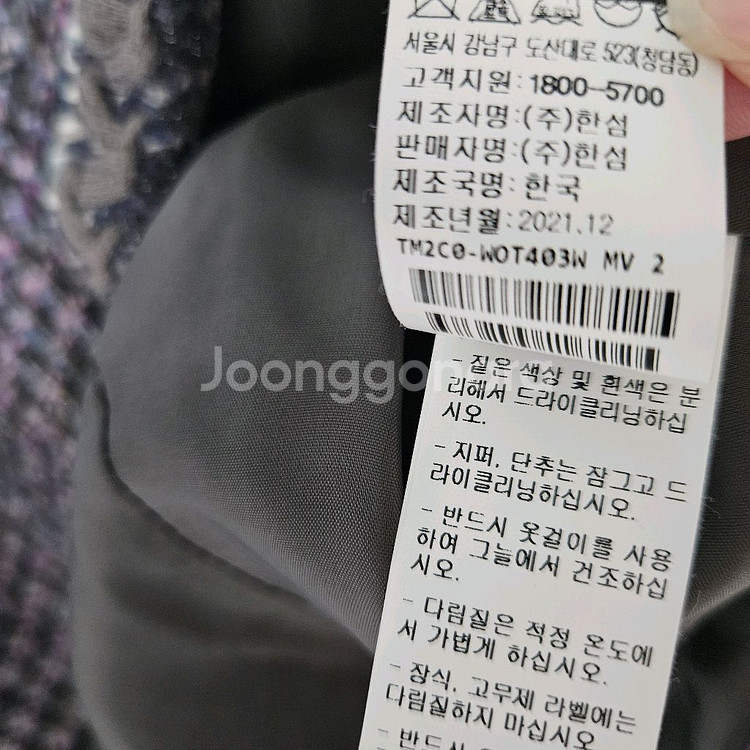 서울시 강남구 도산대로 523(청담동)
고객지원: 1800-5700
제조자명:(주)한섬
판매자명:(주)한섬
제조국명: 한국
제조년월:2021.12
TM2C0-WOT403W MV 2
Joonggon
- 짙은 색상 및 흰색은 분
리해서 드라이클리닝하십
시오.
- 지퍼, 단추는 잠그고 드
라이클리닝하십시오.
- 반드시 옷걸이를 사용
하여 그늘에서 건조하십
시오.
- 다림질은 적정 온도에
서 가볍게 하십시오.
- 장식, 고무제 라벨에는
다림질하지 마십시오.
- 반드시